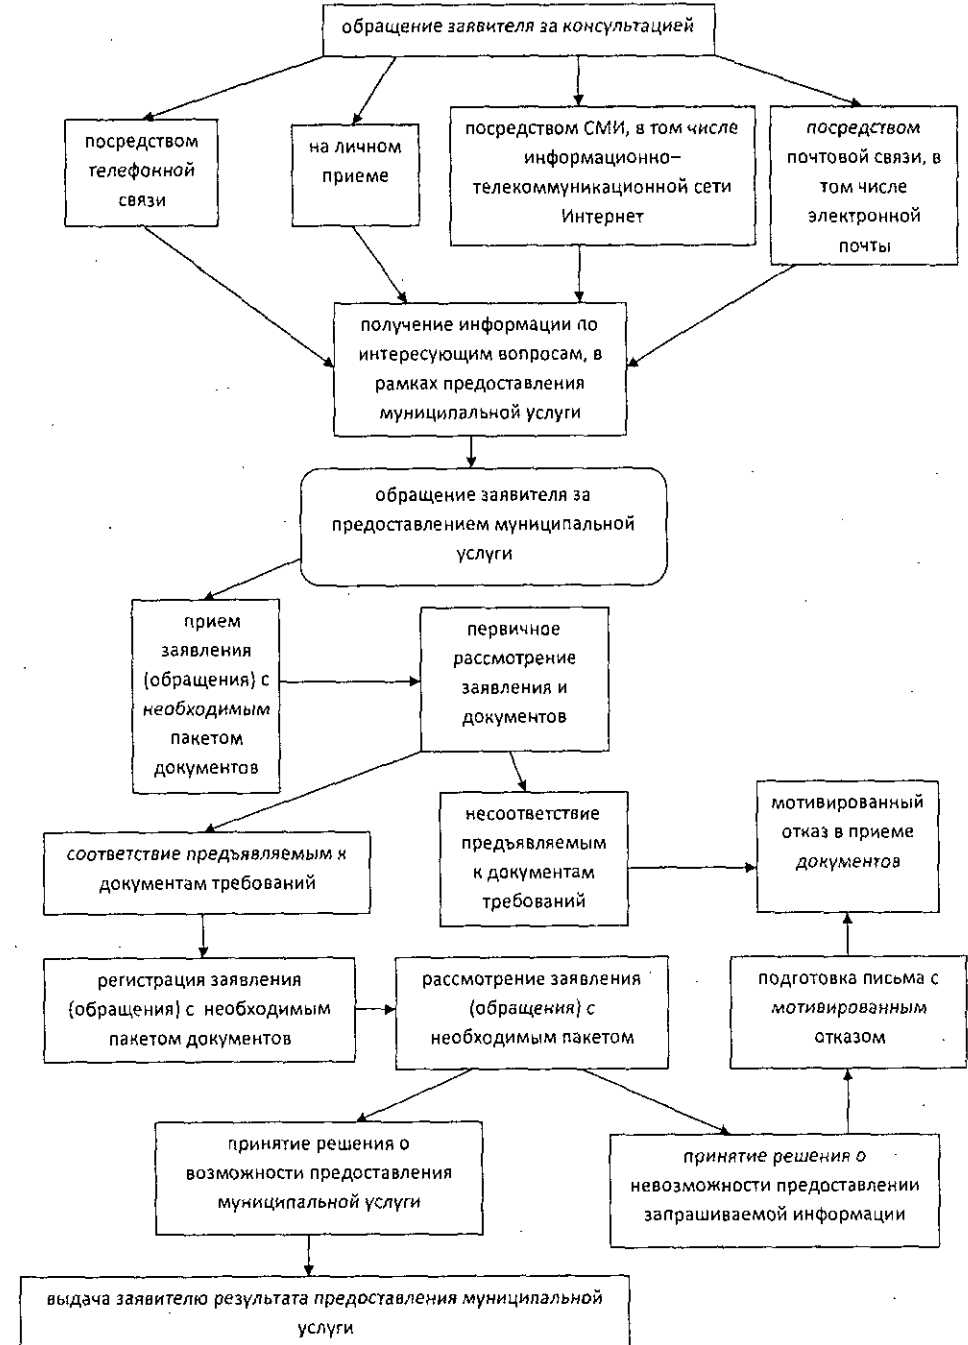 обращение заявителя за консультацией
посредством
телефонной
связи
на личном
приеме
посредством СМИ, в том числе
информационно–
телекоммуникационной сети
Интернет
посредством
почтовой связи, в
том числе
электронной
почты
получение информации по
интересующим вопросам, в
рамках предоставления
муниципальной услуги
обращение заявителя за
предоставлением муниципальной
услуги
прием
заявления
(обращения) с
необходимым
пакетом
документов
первичное
рассмотрение
заявления и
документов
несоответствие
предъявляемым
к документам
требований
мотивированный
отказ в приеме
документов
соответствие предъявляемым к
документам требований
регистрация заявления
(обращения) с необходимым
пакетом документов
рассмотрение заявления
(обращения) с
необходимым пакетом
подготовка письма с
мотивированным
отказом
принятие решения о
возможности предоставления
муниципальной услуги
принятие решения о
невозможности предоставлении
запрашиваемой информации
выдача заявителю результата предоставления муниципальной
услуги